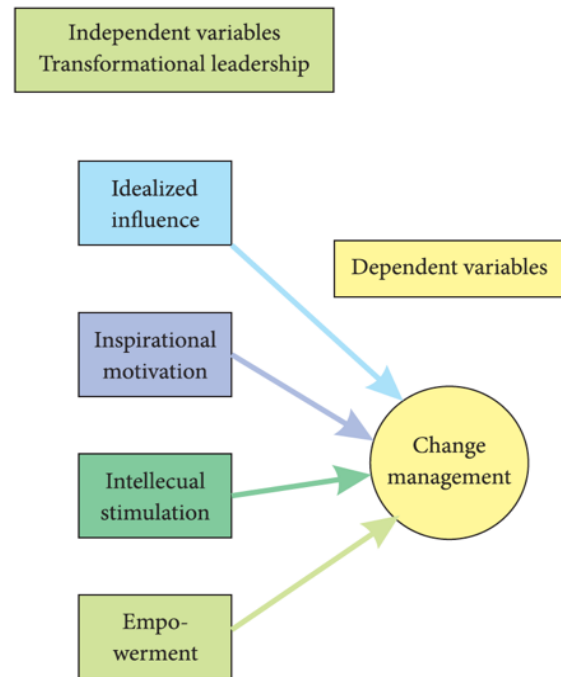 Independent variables
Transformational leadership
Idealized
influence
Dependent variables
Inspirational
motivation
Change
management
Intellecual
stimulation
Empo-
werment